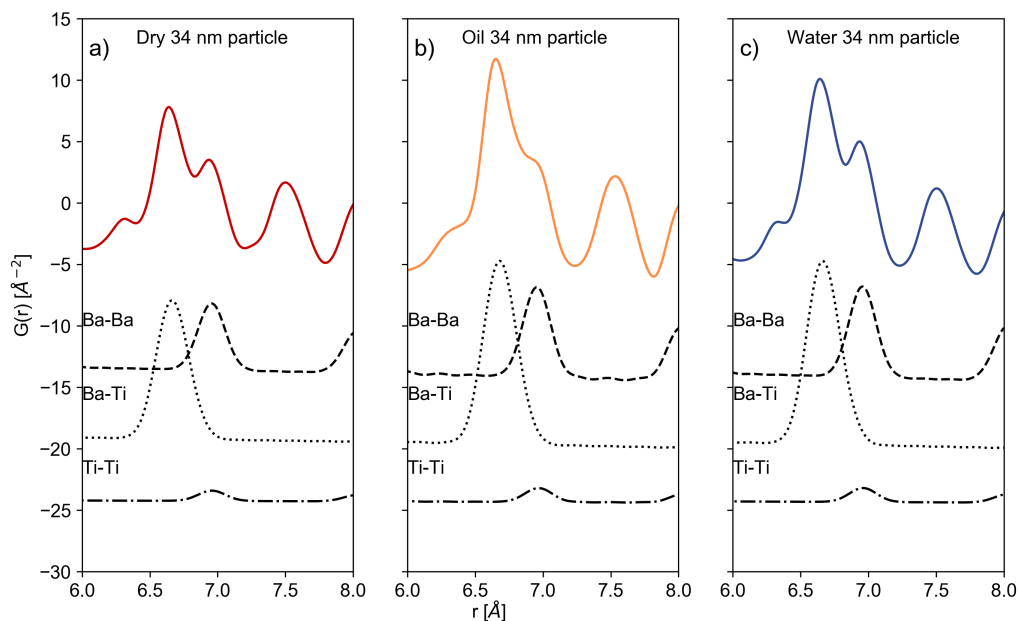 a) Dry 34 nm particle
b) Oil 34 nm particle
c) Water 34 nm particle
G(r) [Å⁻²]
15
10
5
0
−5
−10
−15
−20
−25
−30
Ba-Ba
Ba-Ti
Ti-Ti
Ba-Ba
Ba-Ti
Ti-Ti
Ba-Ba
Ba-Ti
Ti-Ti
6.0 6.5 7.0 7.5 8.0
6.0 6.5 7.0 7.5 8.0
6.0 6.5 7.0 7.5 8.0
r [Å]